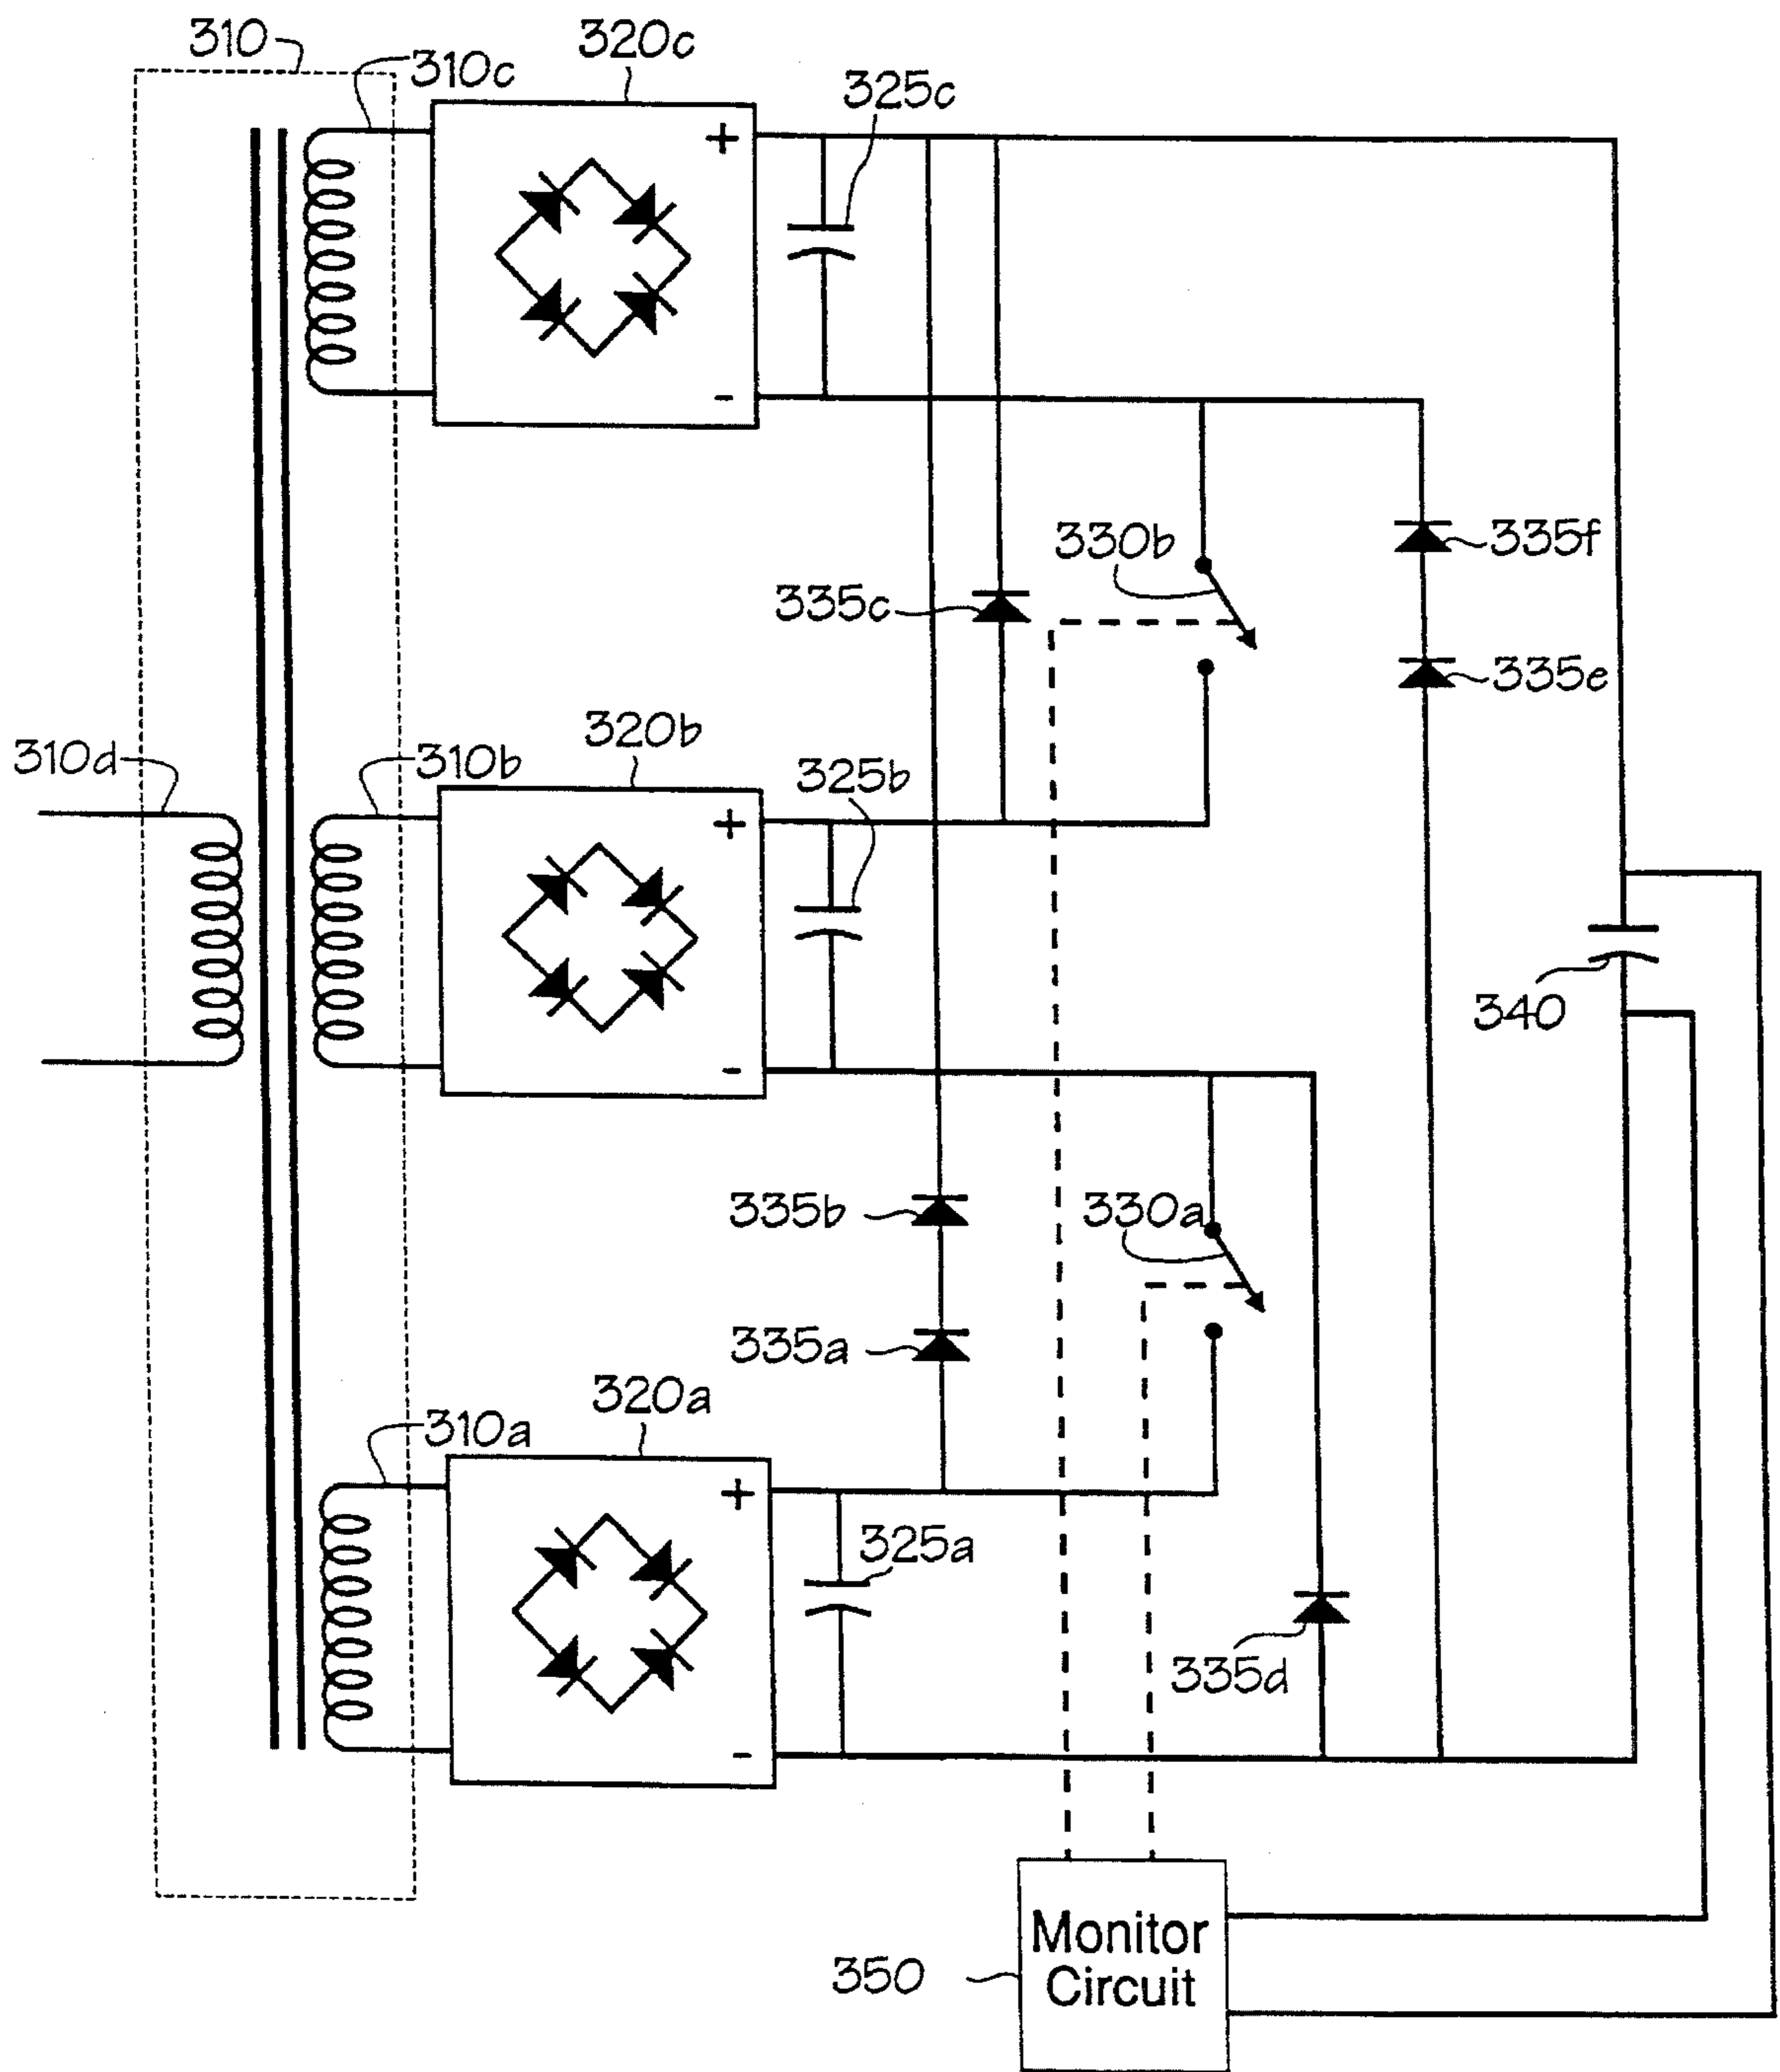 310
310c
320c
325c
+
-
330b
335f
335c
335e
310d
310b
320b
325b
+
-
340
335b
330a
335a
310a
320a
+
325a
335d
-
Monitor
Circuit
350